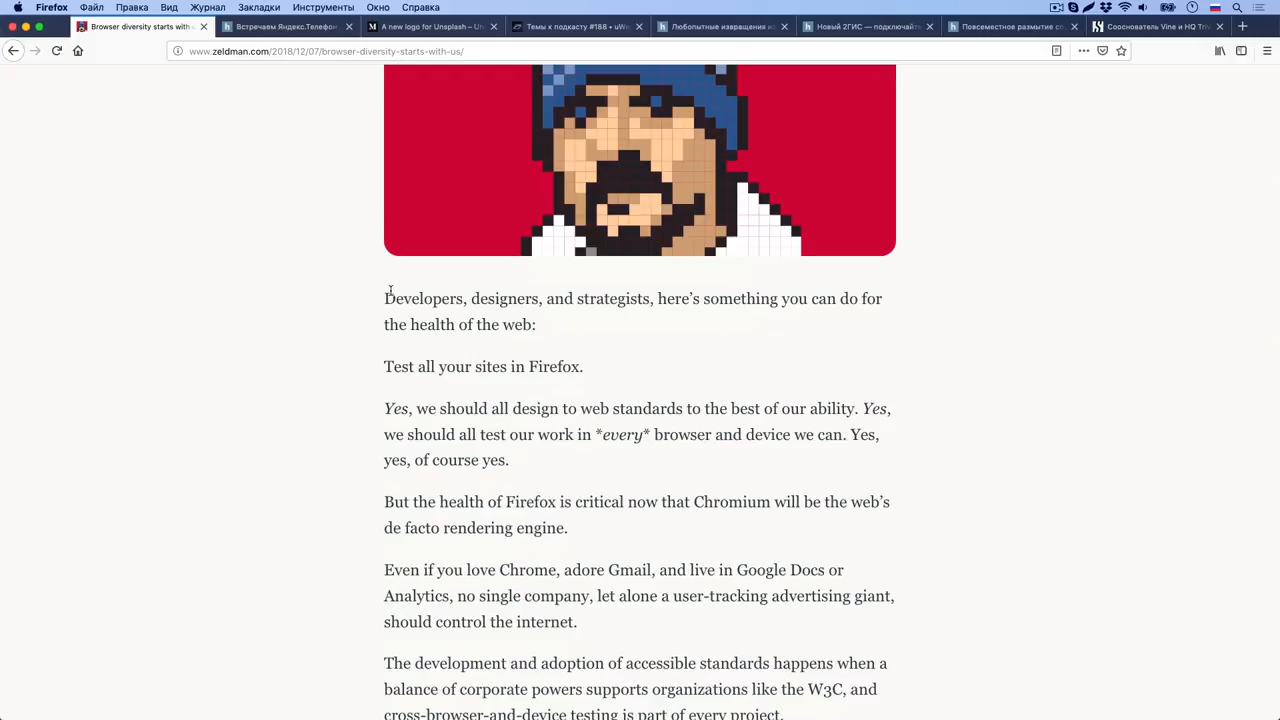 Firefox Файл Правка Вид Журнал Закладки Инструменты Окно Справка
Browser diversity starts with
Встречаем Яндекс.Телефон
A new logo for Unsplash – Un
Темы к подкасту #188 • uWe
Любопытные извращения из
Новый 2ГИС — подключайте
Повсеместное размытие со
Сооснователь Vine и HQ Triv
www.zeldman.com/2018/12/07/browser-diversity-starts-with-us/
Developers, designers, and strategists, here’s something you can do for
the health of the web:
Test all your sites in Firefox.
Yes, we should all design to web standards to the best of our ability. Yes,
we should all test our work in *every* browser and device we can. Yes,
yes, of course yes.
But the health of Firefox is critical now that Chromium will be the web’s
de facto rendering engine.
Even if you love Chrome, adore Gmail, and live in Google Docs or
Analytics, no single company, let alone a user-tracking advertising giant,
should control the internet.
The development and adoption of accessible standards happens when a
balance of corporate powers supports organizations like the W3C, and
cross-browser-and-device testing is part of every project.